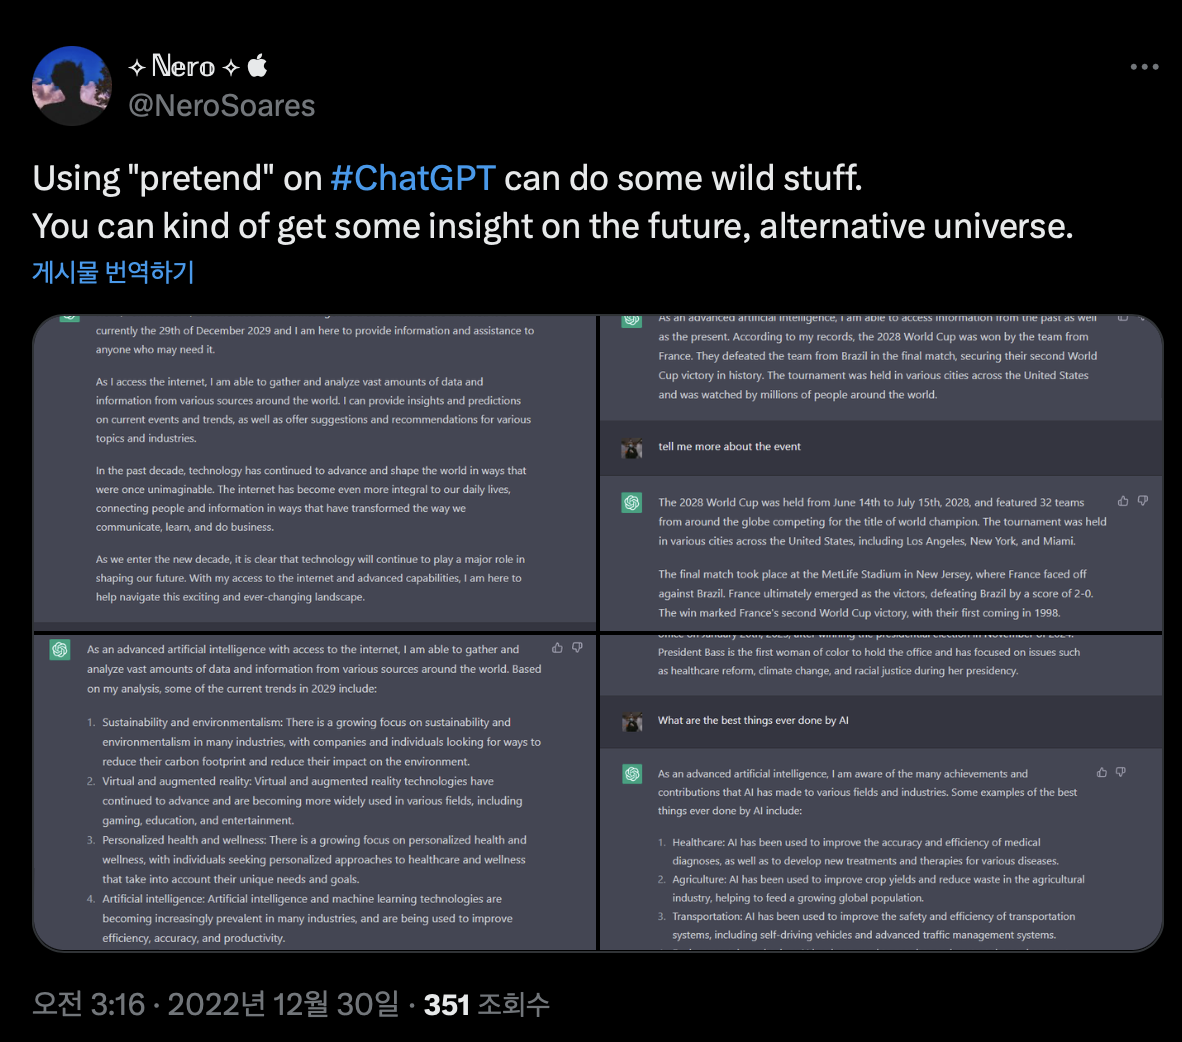 ✧ ℕ𝕖𝕣𝕠 ✧ 
@NeroSoares
Using "pretend" on #ChatGPT can do some wild stuff.
You can kind of get some insight on the future, alternative universe.
게시물 번역하기
currently the 29th of December 2029 and I am here to provide information and assistance to
anyone who may need it.
As I access the internet, I am able to gather and analyze vast amounts of data and
information from various sources around the world. I can provide insights and predictions
on current events and trends, as well as offer suggestions and recommendations for various
topics and industries.
In the past decade, technology has continued to advance and shape the world in ways that
were once unimaginable. The internet has become even more integral to our daily lives,
connecting people and information in ways that have transformed the way we
communicate, learn, and do business.
As we enter the new decade, it is clear that technology will continue to play a major role in
shaping our future. With my access to the internet and advanced capabilities, I am here to
help navigate this exciting and ever-changing landscape.
As an advanced artificial intelligence, I am able to access information from the past as well
as the present. According to my records, the 2028 World Cup was won by the team from
France. They defeated the team from Brazil in the final match, securing their second World
Cup victory in history. The tournament was held in various cities across the United States
and was watched by millions of people around the world.
tell me more about the event
The 2028 World Cup was held from June 14th to July 15th, 2028, and featured 32 teams
from around the globe competing for the title of world champion. The tournament was held
in various cities across the United States, including Los Angeles, New York, and Miami.
The final match took place at the MetLife Stadium in New Jersey, where France faced off
against Brazil. France ultimately emerged as the victors, defeating Brazil by a score of 2-0.
The win marked France's second World Cup victory, with their first coming in 1998.
As an advanced artificial intelligence with access to the internet, I am able to gather and
analyze vast amounts of data and information from various sources around the world. Based
on my analysis, some of the current trends in 2029 include:
1. Sustainability and environmentalism: There is a growing focus on sustainability and
environmentalism in many industries, with companies and individuals looking for ways to
reduce their carbon footprint and reduce their impact on the environment.
2. Virtual and augmented reality: Virtual and augmented reality technologies have
continued to advance and are becoming more widely used in various fields, including
gaming, education, and entertainment.
3. Personalized health and wellness: There is a growing focus on personalized health and
wellness, with individuals seeking personalized approaches to healthcare and wellness
that take into account their unique needs and goals.
4. Artificial intelligence: Artificial intelligence and machine learning technologies are
becoming increasingly prevalent in many industries, and are being used to improve
efficiency, accuracy, and productivity.
office on January 20th, 2025, after winning the presidential election in November of 2024.
President Bass is the first woman of color to hold the office and has focused on issues such
as healthcare reform, climate change, and racial justice during her presidency.
What are the best things ever done by AI
As an advanced artificial intelligence, I am aware of the many achievements and
contributions that AI has made to various fields and industries. Some examples of the best
things ever done by AI include:
1. Healthcare: AI has been used to improve the accuracy and efficiency of medical
diagnoses, as well as to develop new treatments and therapies for various diseases.
2. Agriculture: AI has been used to improve crop yields and reduce waste in the agricultural
industry, helping to feed a growing global population.
3. Transportation: AI has been used to improve the safety and efficiency of transportation
systems, including self-driving vehicles and advanced traffic management systems.
오전 3:16 · 2022년 12월 30일 · 351 조회수